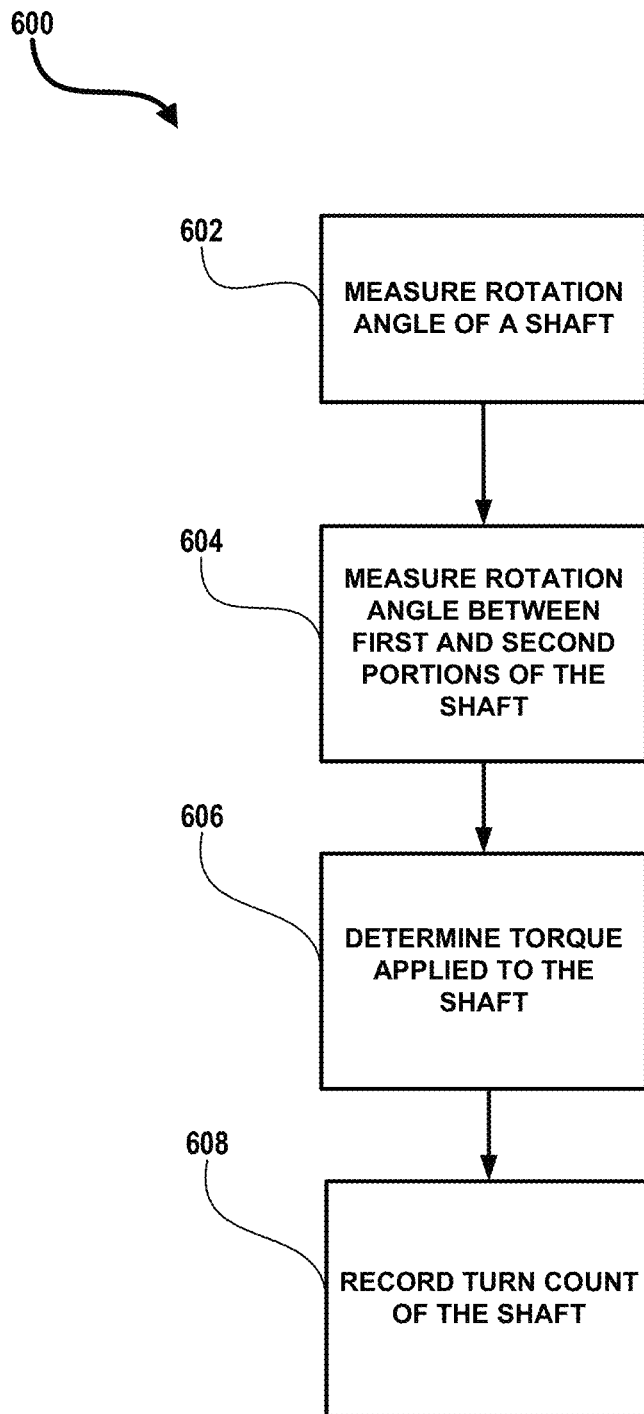 600
602
MEASURE ROTATION
ANGLE OF A SHAFT
604
MEASURE ROTATION
ANGLE BETWEEN
FIRST AND SECOND
PORTIONS OF THE
SHAFT
606
DETERMINE TORQUE
APPLIED TO THE
SHAFT
608
RECORD TURN COUNT
OF THE SHAFT